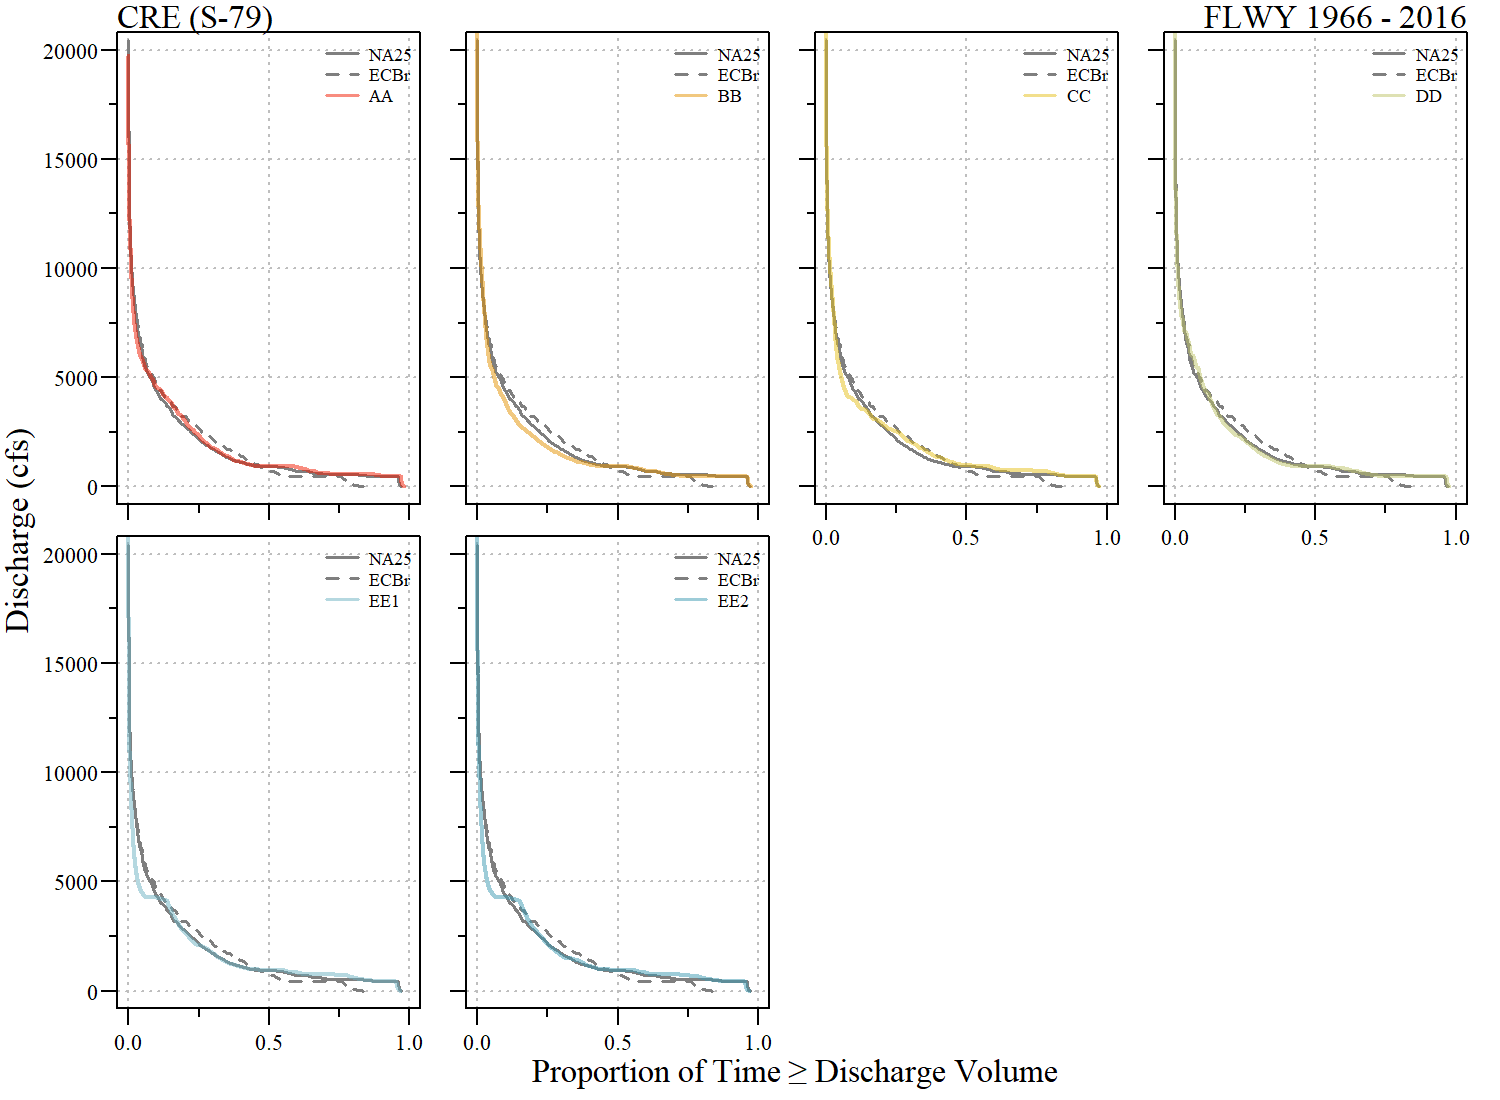 CRE (S-79)
FLWY 1966 - 2016
Discharge (cfs)
20000
15000
10000
5000
0
NA25
ECBr
AA
NA25
ECBr
BB
NA25
ECBr
CC
0.0 0.5 1.0
NA25
ECBr
DD
0.0 0.5 1.0
20000
15000
10000
5000
0
NA25
ECBr
EE1
0.0 0.5 1.0
NA25
ECBr
EE2
0.0 0.5 1.0
Proportion of Time ≥ Discharge Volume